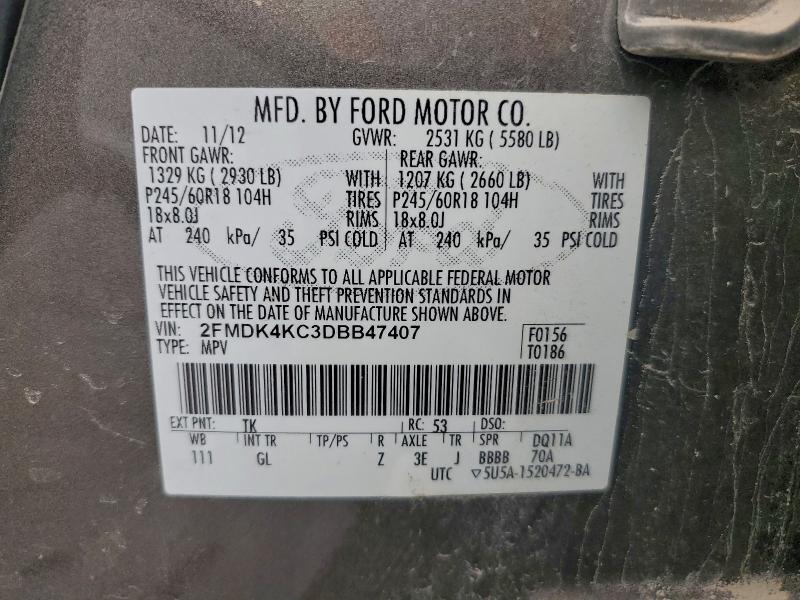 MFD. BY FORD MOTOR CO.
DATE: 11/12 GVWR: 2531 KG ( 5580 LB)
FRONT GAWR: REAR GAWR:
1329 KG ( 2930 LB) WITH 1207 KG ( 2660 LB) WITH
P245/60R18 104H TIRES P245/60R18 104H TIRES
18x8.0J RIMS 18x8.0J RIMS
AT 240 kPa/ 35 PSI COLD AT 240 kPa/ 35 PSI COLD
THIS VEHICLE CONFORMS TO ALL APPLICABLE FEDERAL MOTOR
VEHICLE SAFETY AND THEFT PREVENTION STANDARDS IN
EFFECT ON THE DATE OF MANUFACTURE SHOWN ABOVE.
VIN: 2FMDK4KC3DBB47407 F0156
TYPE: MPV T0186
EXT PNT: TK RC: 53 DSO:
WB INT TR TP/PS R AXLE TR SPR DQ11A
111 GL Z 3E J BBBB 70A
UTC ▽5U5A-1520472-BA